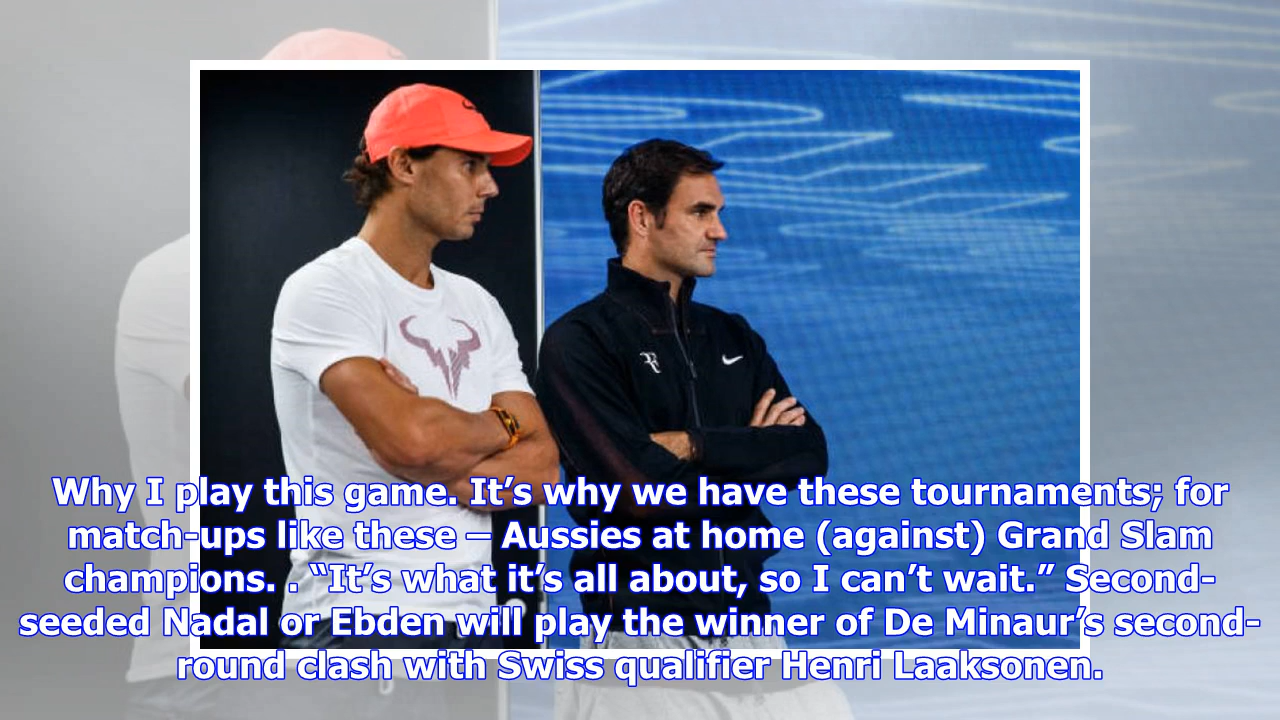 Why I play this game. It’s why we have these tournaments; for
match-ups like these – Aussies at home (against) Grand Slam
champions. . “It’s what it’s all about, so I can’t wait.” Second-
seeded Nadal or Ebden will play the winner of De Minaur’s second-
round clash with Swiss qualifier Henri Laaksonen.